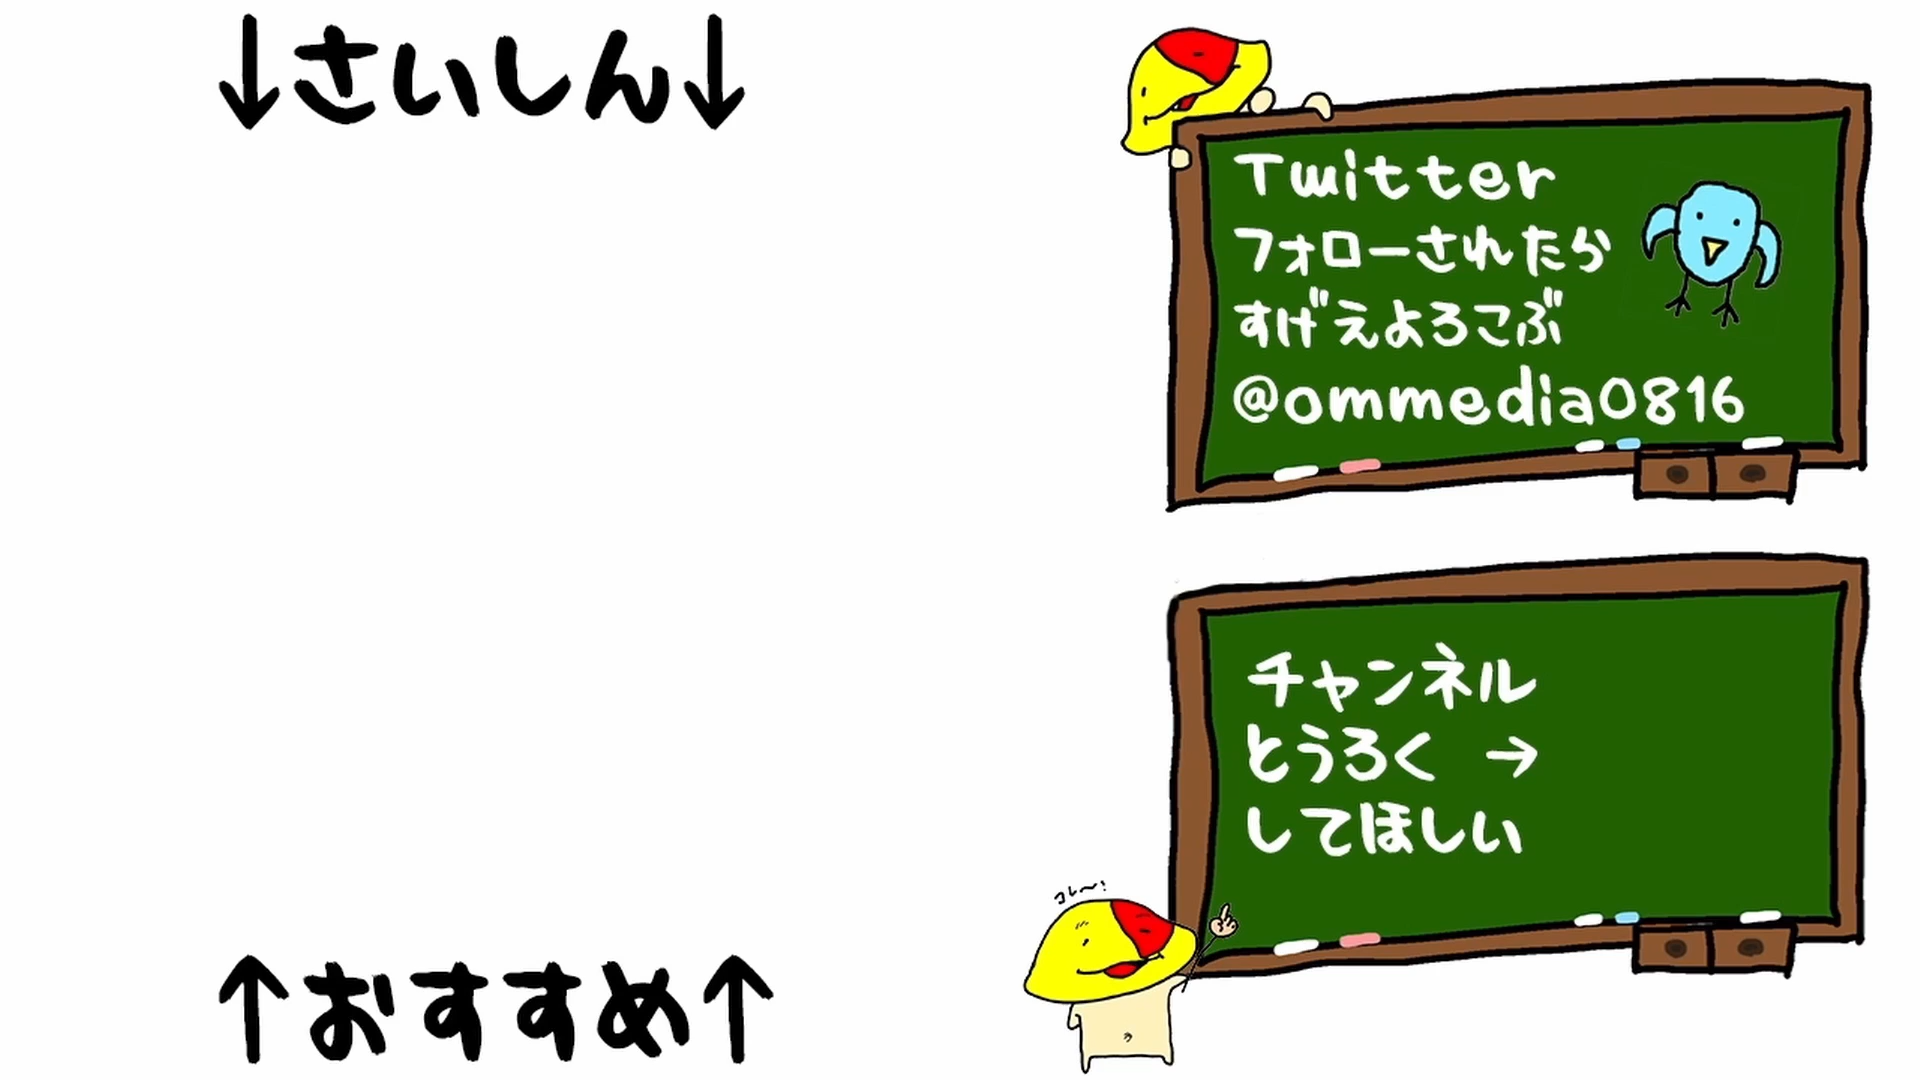 ↓さいしん↓
Twitter
フォローされたら
すげえよろこぶ
@ommedia0816
チャンネル
とうろく →
してほしい
コレ〜!
↑おすすめ↑